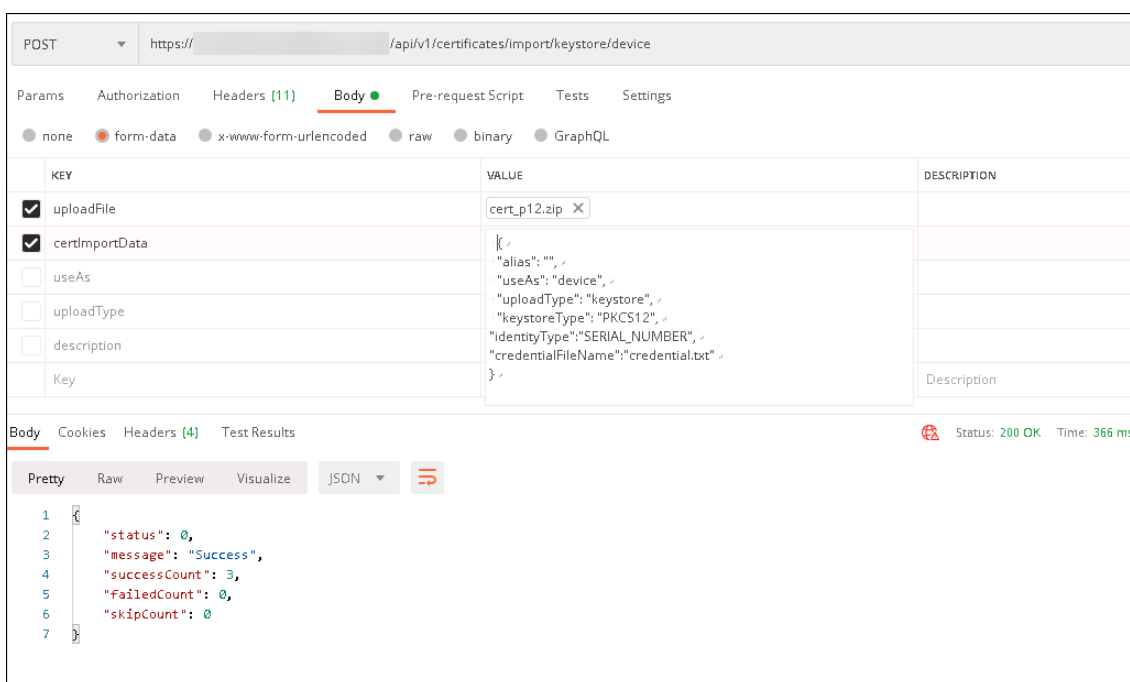 POST https:// /api/v1/certificates/import/keystore/device
Params Authorization Headers (11) Body Pre-request Script Tests Settings
none form-data x-www-form-urlencoded raw binary GraphQL
KEY VALUE DESCRIPTION
uploadFile cert_p12.zip
certImportData
{
"alias": "",
"useAs": "device",
"uploadType": "keystore",
"keystoreType": "PKCS12",
"identityType":"SERIAL_NUMBER",
"credentialFileName":"credential.txt"
}
useAs
uploadType
description
Key Description
Body Cookies Headers (4) Test Results Status: 200 OK Time: 366 ms
Pretty Raw Preview Visualize JSON
1 {
2 "status": 0,
3 "message": "Success",
4 "successCount": 3,
5 "failedCount": 0,
6 "skipCount": 0
7 }